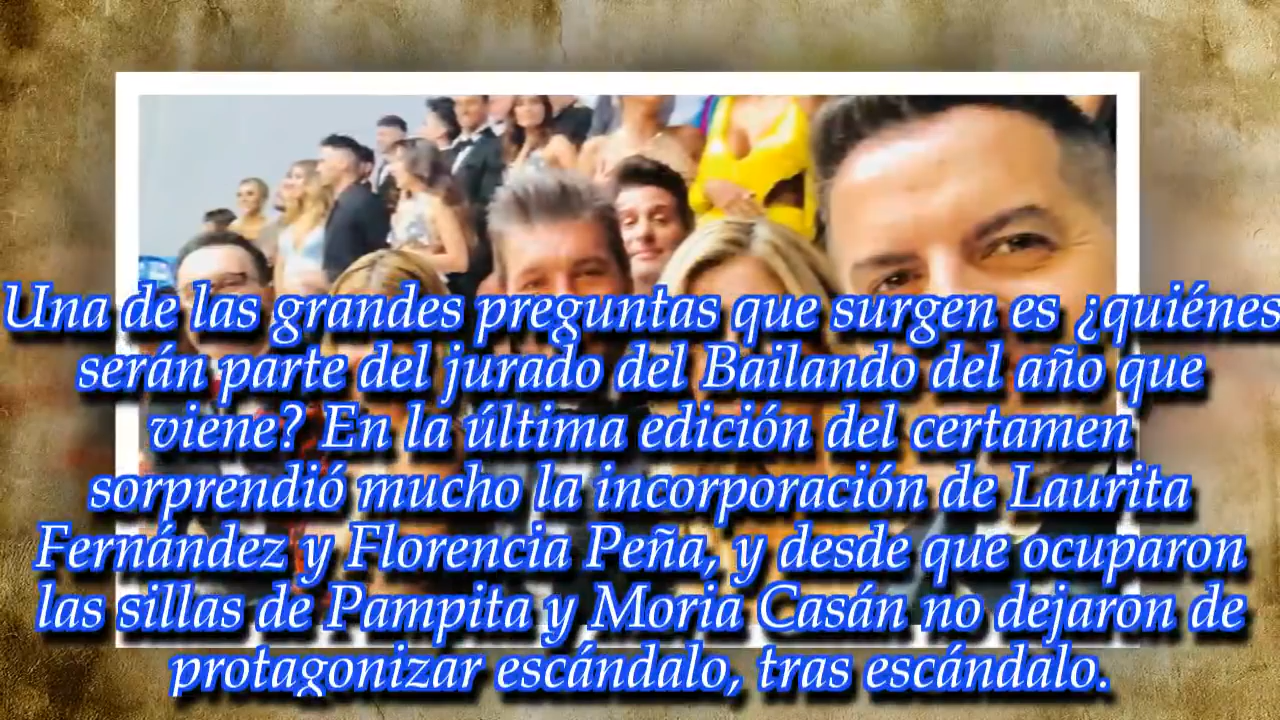 Una de las grandes preguntas que surgen es ¿quiénes
serán parte del jurado del Bailando del año que
viene? En la última edición del certamen
sorprendió mucho la incorporación de Laurita
Fernández y Florencia Peña, y desde que ocuparon
las sillas de Pampita y Moria Casán no dejaron de
protagonizar escándalo, tras escándalo.